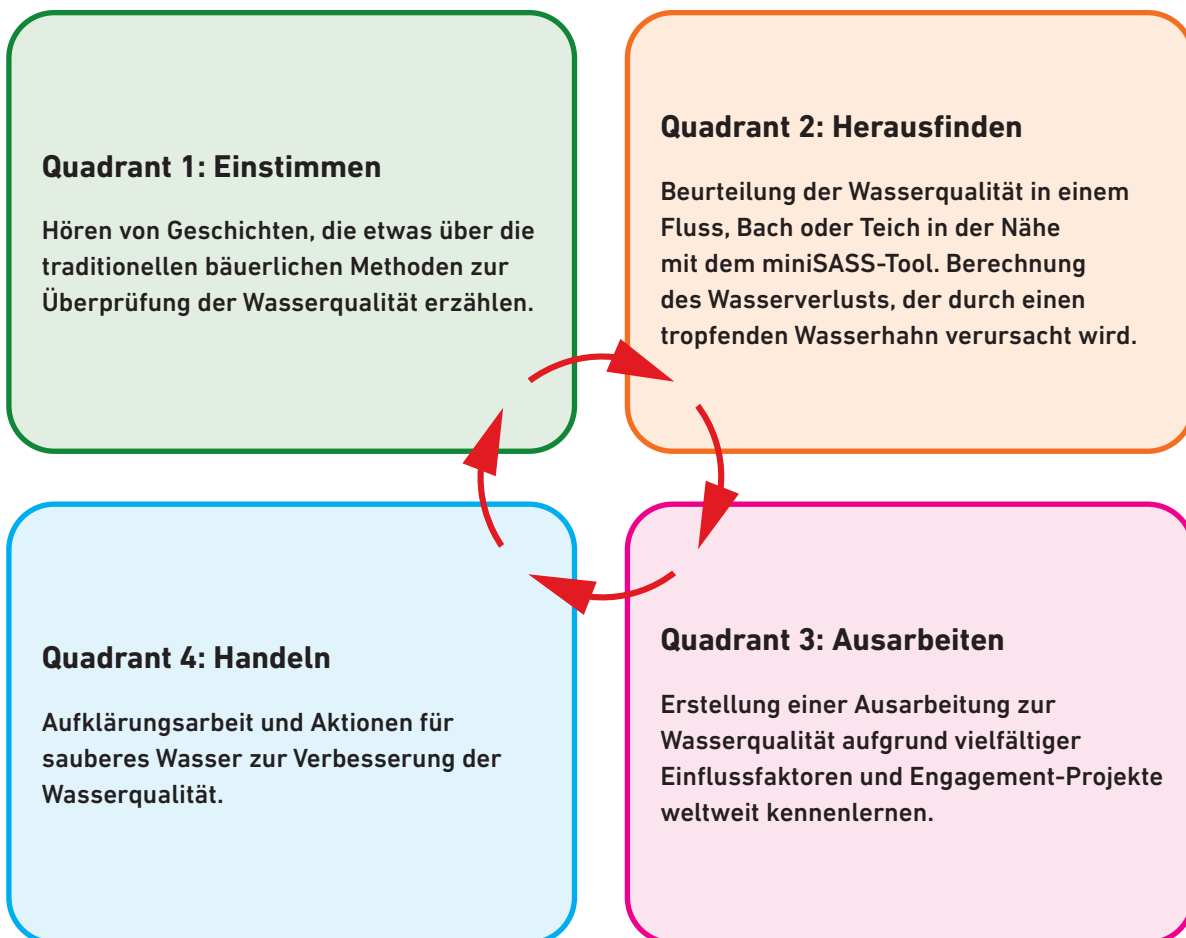 Quadrant 1: Einstimmen
Hören von Geschichten, die etwas über die
traditionellen bäuerlichen Methoden zur
Überprüfung der Wasserqualität erzählen.
Quadrant 2: Herausfinden
Beurteilung der Wasserqualität in einem
Fluss, Bach oder Teich in der Nähe
mit dem miniSASS-Tool. Berechnung
des Wasserverlusts, der durch einen
tropfenden Wasserhahn verursacht wird.
Quadrant 3: Ausarbeiten
Erstellung einer Ausarbeitung zur
Wasserqualität aufgrund vielfältiger
Einflussfaktoren und Engagement-Projekte
weltweit kennenlernen.
Quadrant 4: Handeln
Aufklärungsarbeit und Aktionen für
sauberes Wasser zur Verbesserung der
Wasserqualität.